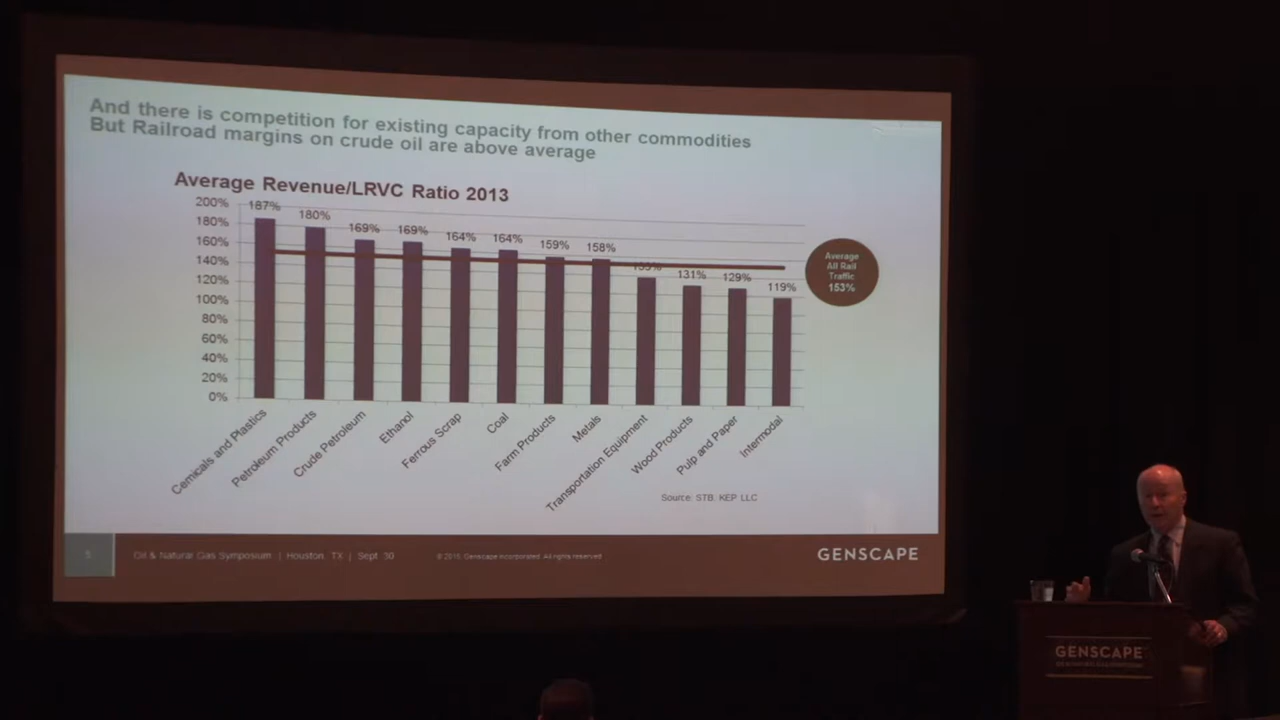 And there is competition for existing capacity from other commodities
But Railroad margins on crude oil are above average
Average Revenue/LRVC Ratio 2013
200%
180%
160%
140%
120%
100%
80%
60%
40%
20%
0%
187%
180%
169%
169%
164%
164%
159%
158%
131%
129%
119%
Average
All Rail
Traffic
153%
Cemicals and Plastics
Petroleum Products
Crude Petroleum
Ethanol
Ferrous Scrap
Coal
Farm Products
Metals
Transportation Equipment
Wood Products
Pulp and Paper
Intermodal
Source: STB, KEP LLC
5
Oil & Natural Gas Symposium | Houston, TX | Sept. 30
Genscape Incorporated. All rights reserved
GENSCAPE
GENSCAPE